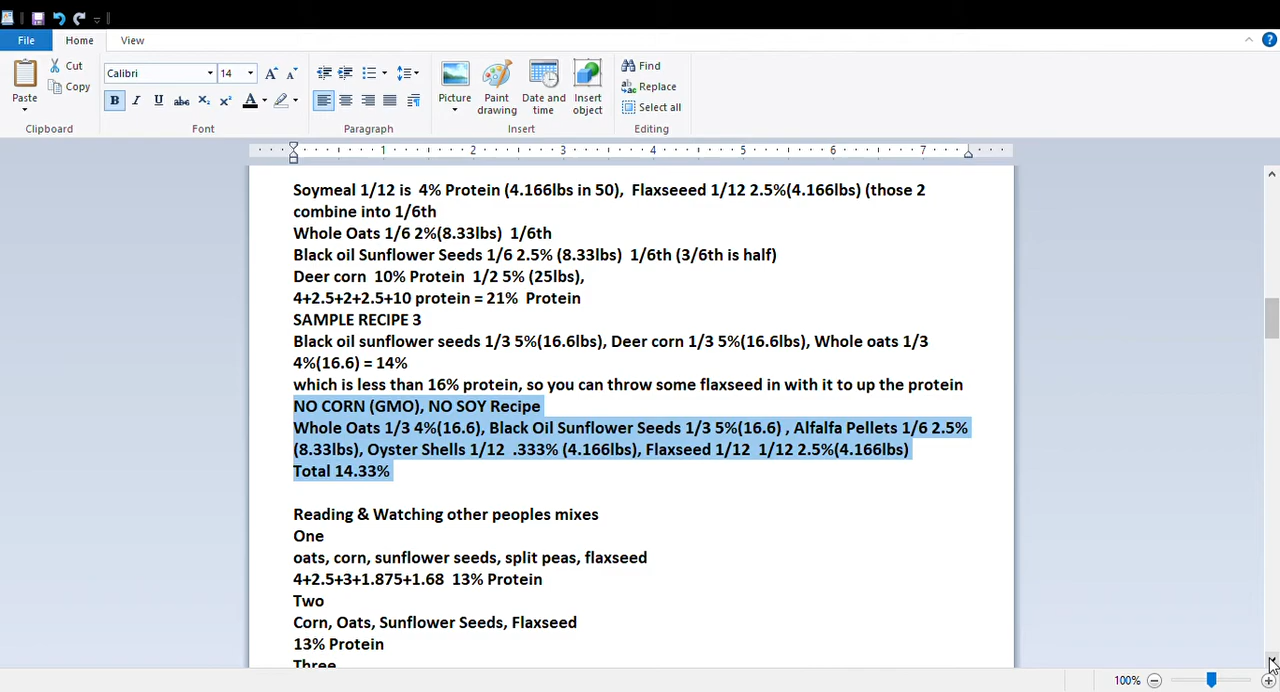 File
Home
View
Paste
Cut
Copy
Clipboard
Calibri
14
B I U abc X₂ X² A
Font
Paragraph
Picture
Paint drawing
Date and time
Insert object
Insert
Find
Replace
Select all
Editing
1 2 3 4 5 6 7
Soymeal 1/12 is  4% Protein (4.166lbs in 50),  Flaxseeed 1/12 2.5%(4.166lbs) (those 2
combine into 1/6th
Whole Oats 1/6 2%(8.33lbs)  1/6th
Black oil Sunflower Seeds 1/6 2.5% (8.33lbs)  1/6th (3/6th is half)
Deer corn  10% Protein  1/2 5% (25lbs),
4+2.5+2+2.5+10 protein = 21%  Protein
SAMPLE RECIPE 3
Black oil sunflower seeds 1/3 5%(16.6lbs), Deer corn 1/3 5%(16.6lbs), Whole oats 1/3
4%(16.6) = 14%
which is less than 16% protein, so you can throw some flaxseed in with it to up the protein
NO CORN (GMO), NO SOY Recipe
Whole Oats 1/3 4%(16.6), Black Oil Sunflower Seeds 1/3 5%(16.6) , Alfalfa Pellets 1/6 2.5%
(8.33lbs), Oyster Shells 1/12  .333% (4.166lbs), Flaxseed 1/12  1/12 2.5%(4.166lbs)
Total 14.33%
Reading & Watching other peoples mixes
One
oats, corn, sunflower seeds, split peas, flaxseed
4+2.5+3+1.875+1.68  13% Protein
Two
Corn, Oats, Sunflower Seeds, Flaxseed
13% Protein
Three
100%